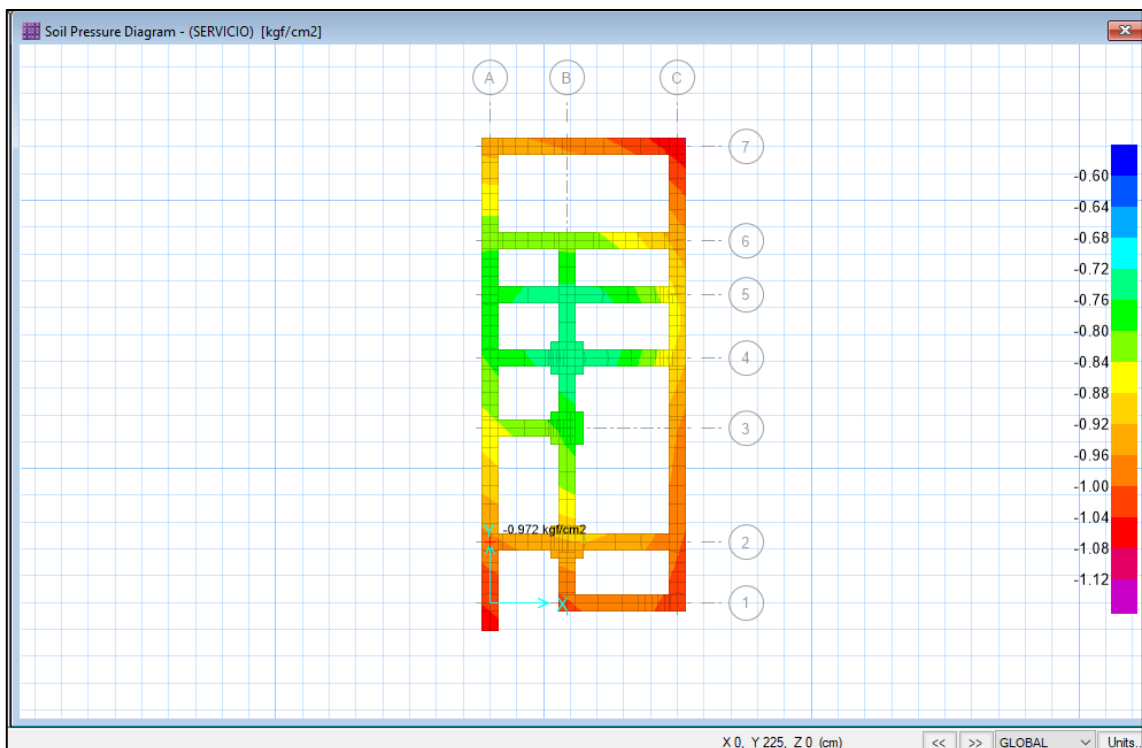 Soil Pressure Diagram - (SERVICIO) [kgf/cm2]
A
B
C
7
6
5
4
3
2
1
-0.972 kgf/cm2
Y
X
-0.60
-0.64
-0.68
-0.72
-0.76
-0.80
-0.84
-0.88
-0.92
-0.96
-1.00
-1.04
-1.08
-1.12
X 0, Y 225, Z 0 (cm)
<<
>>
GLOBAL
Units.